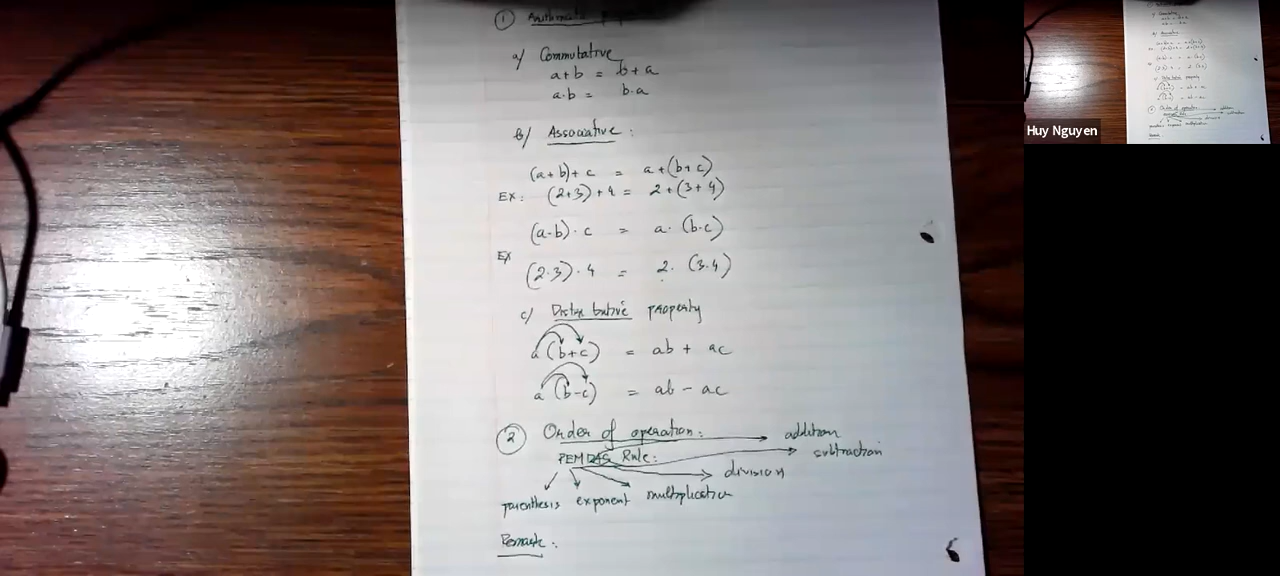 ① Arithmetic
a/ Commutative
a+b = b+a
a·b = b·a
b/ Associative:
(a+b)+c = a+(b+c)
Ex: (2+3)+4 = 2+(3+4)
(a·b)·c = a·(b·c)
Ex (2·3)·4 = 2·(3·4)
c/ Distributive property
a(b+c) = ab + ac
a(b-c) = ab - ac
② Order of operation: addition
PEMDAS Rule: subtraction
division
parenthesis exponent multiplication
Remark:
Huy Nguyen